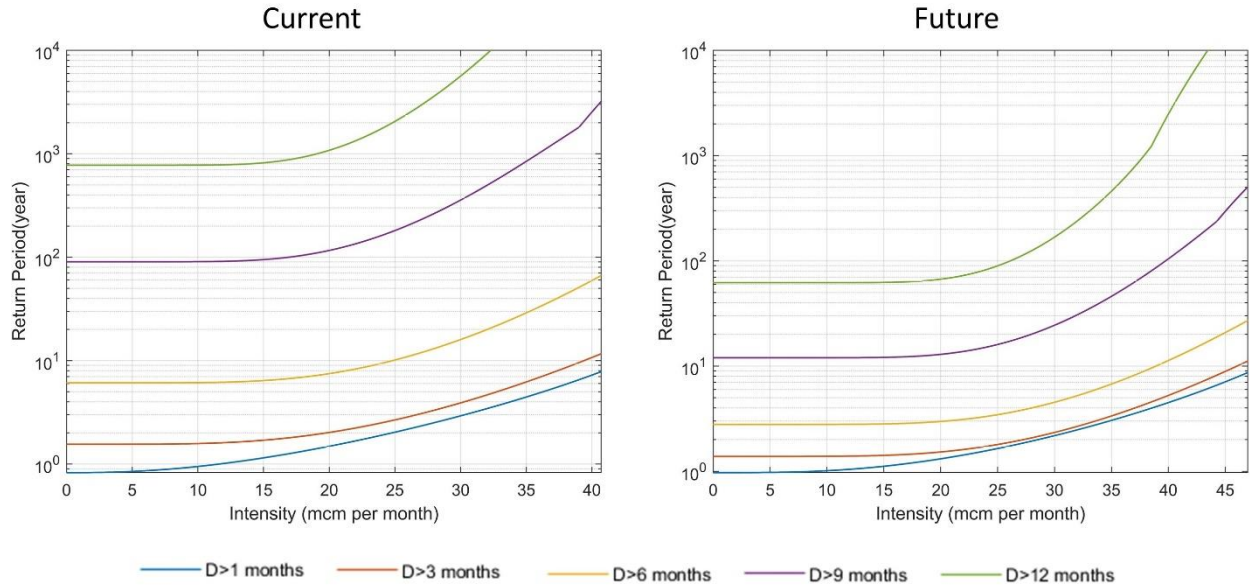 Current
Future
10^4
10^3
10^2
10^1
10^0
Return Period(year)
0 5 10 15 20 25 30 35 40
Intensity (mcm per month)
10^4
10^3
10^2
10^1
10^0
Return Period(year)
0 5 10 15 20 25 30 35 40 45
Intensity (mcm per month)
D>1 months D>3 months D>6 months D>9 months D>12 months